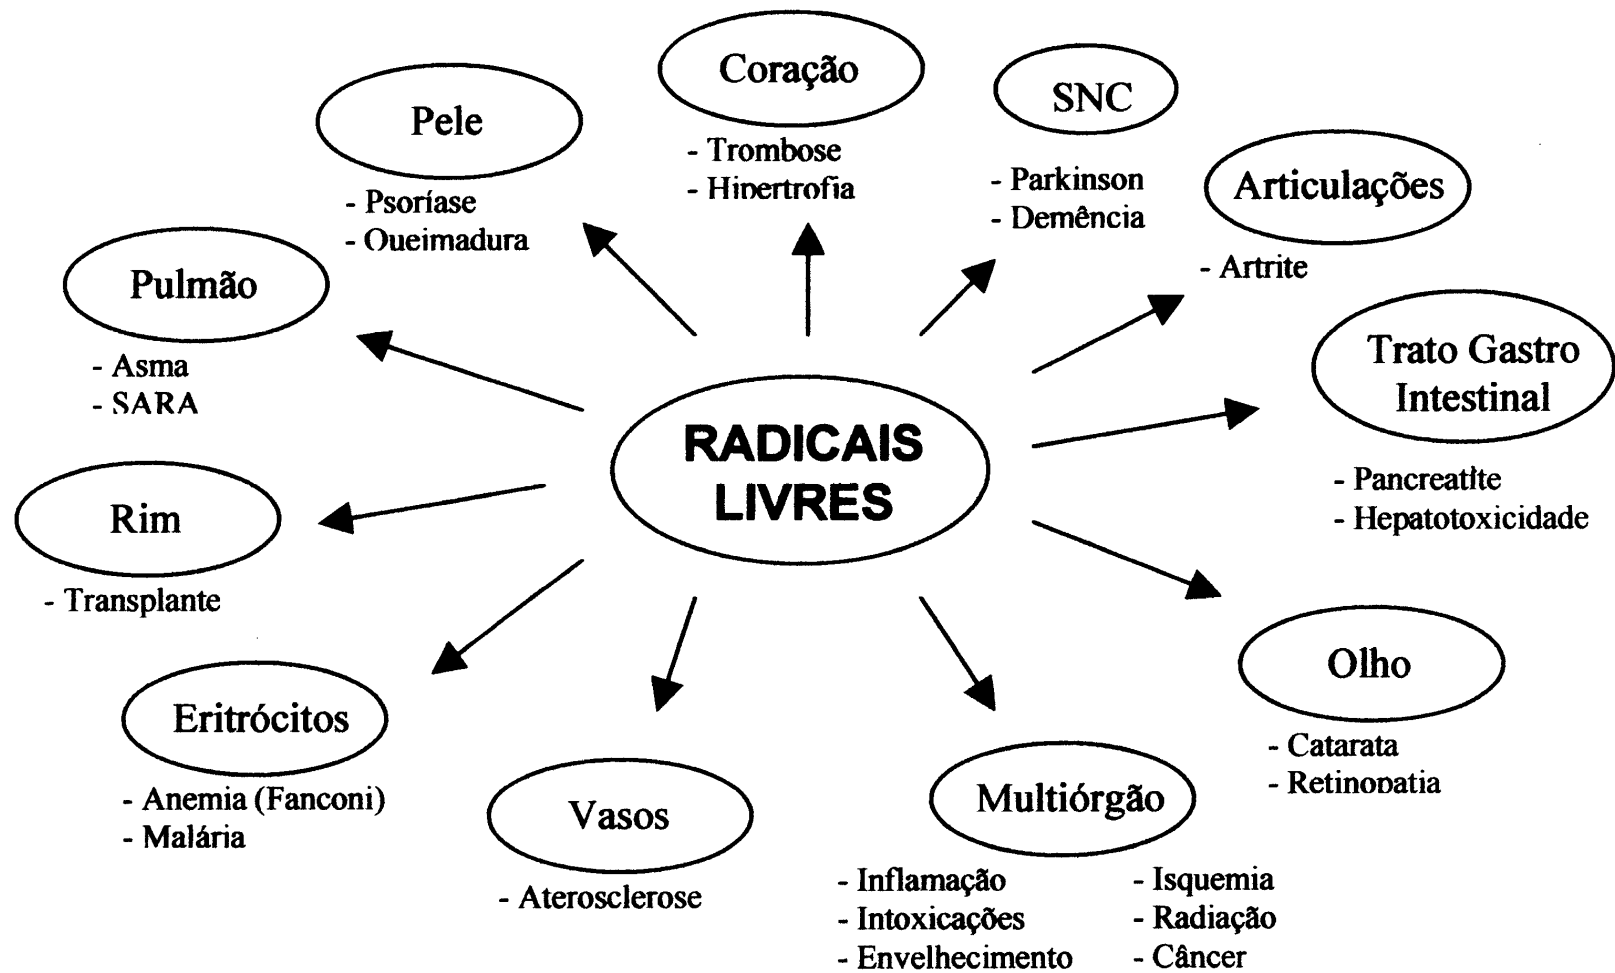 Coração
- Trombose
- Hipertrofia
SNC
- Parkinson
- Demência
Pele
- Psoríase
- Queimadura
Articulações
- Artrite
Pulmão
- Asma
- SARA
Trato Gastro
Intestinal
- Pancreatite
- Hepatotoxicidade
RADICAIS
LIVRES
Rim
- Transplante
Olho
- Catarata
- Retinopatia
Eritrócitos
- Anemia (Fanconi)
- Malária
Vasos
- Aterosclerose
Multiórgão
- Inflamação
- Intoxicações
- Envelhecimento
- Isquemia
- Radiação
- Câncer